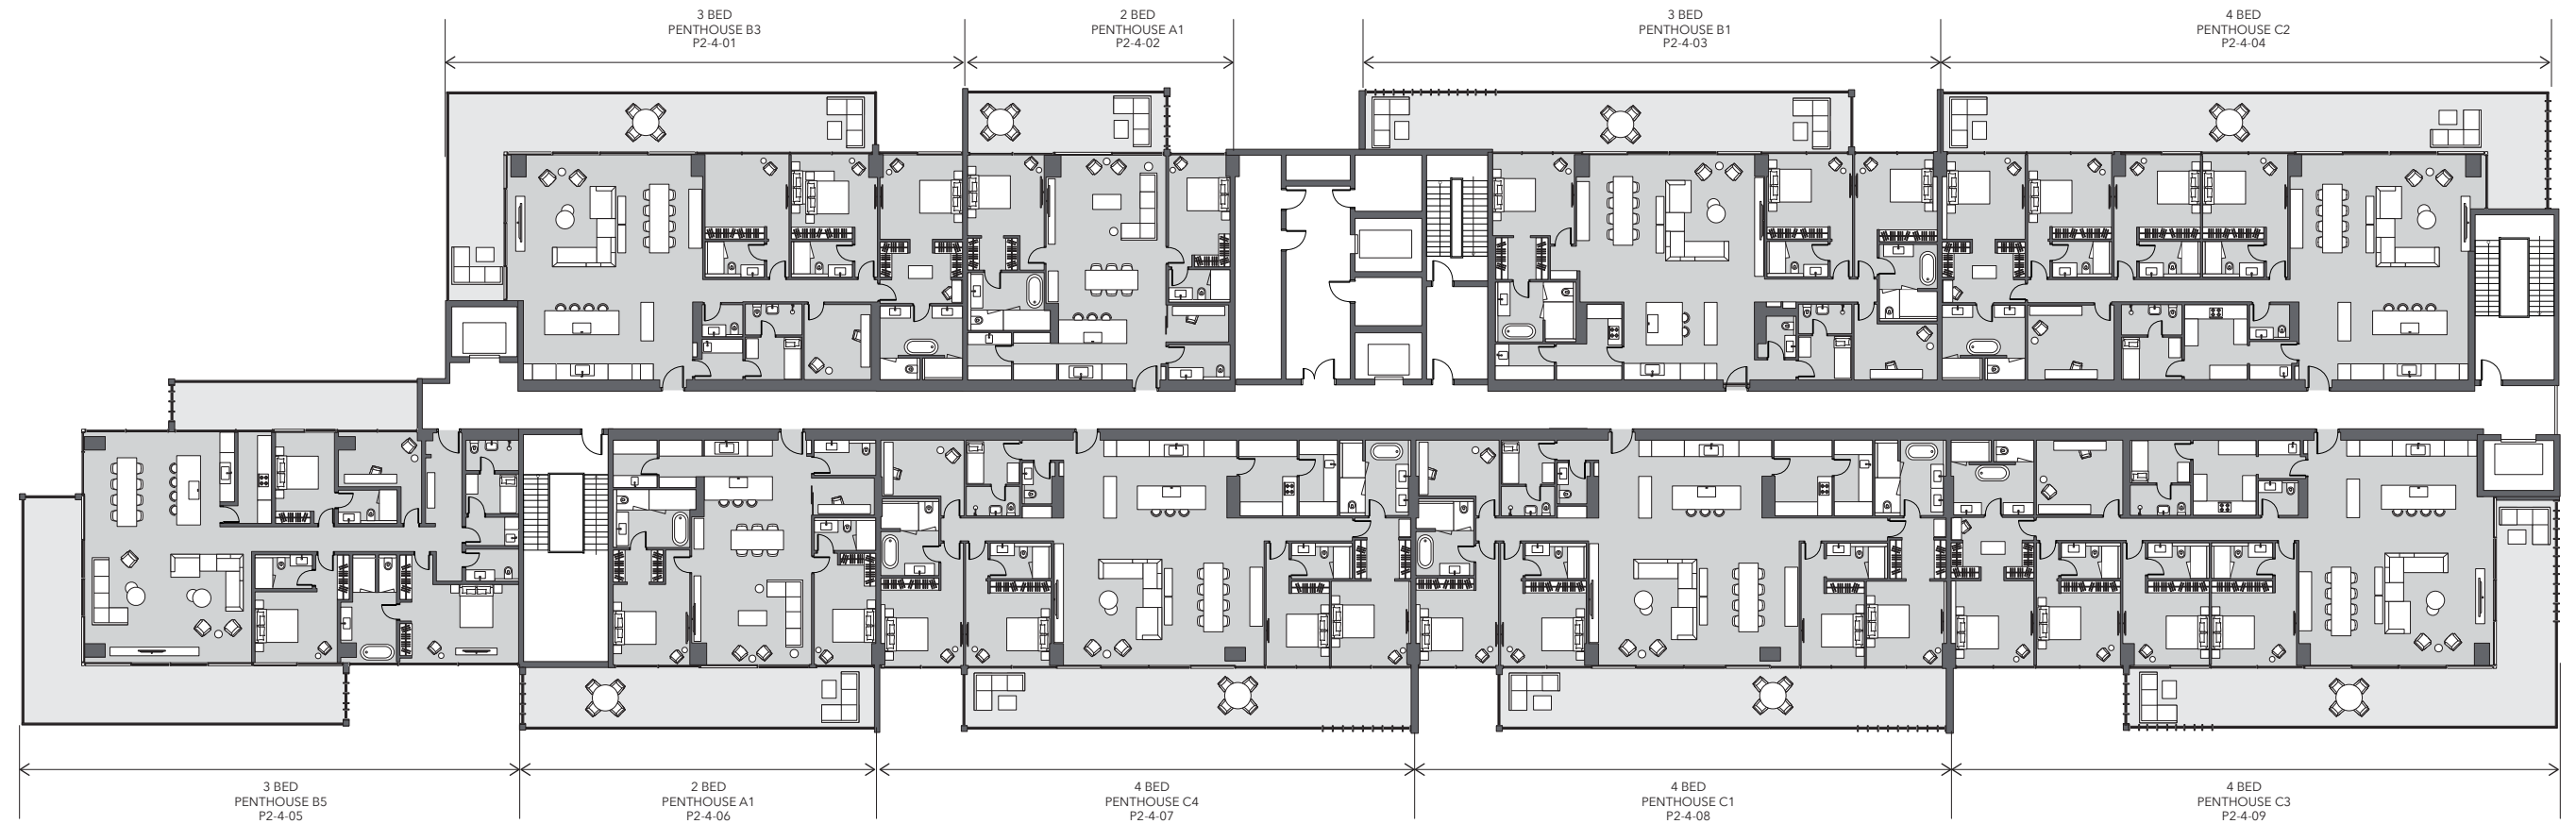 3 BED
PENTHOUSE B3
P2-4-01
2 BED
PENTHOUSE A1
P2-4-02
3 BED
PENTHOUSE B1
P2-4-03
4 BED
PENTHOUSE C2
P2-4-04
3 BED
PENTHOUSE B5
P2-4-05
2 BED
PENTHOUSE A1
P2-4-06
4 BED
PENTHOUSE C4
P2-4-07
4 BED
PENTHOUSE C1
P2-4-08
4 BED
PENTHOUSE C3
P2-4-09